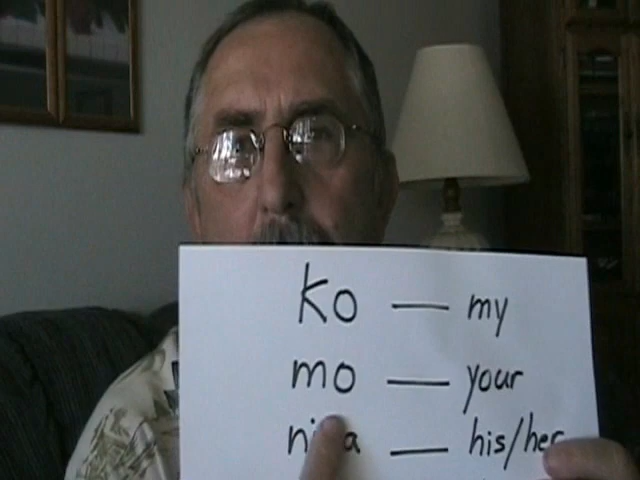 ko — my
mo — your
— his/her